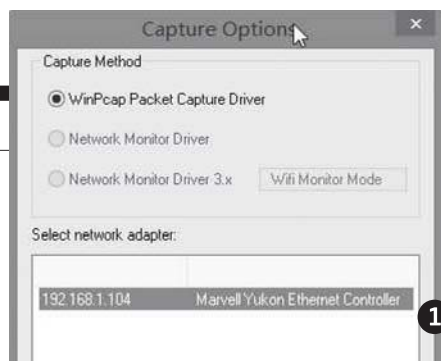 Capture Options
Capture Method
WinPcap Packet Capture Driver
Network Monitor Driver
Network Monitor Driver 3.x Wifi Monitor Mode
Select network adapter:
192.168.1.104 Marvell Yukon Ethernet Controller
1